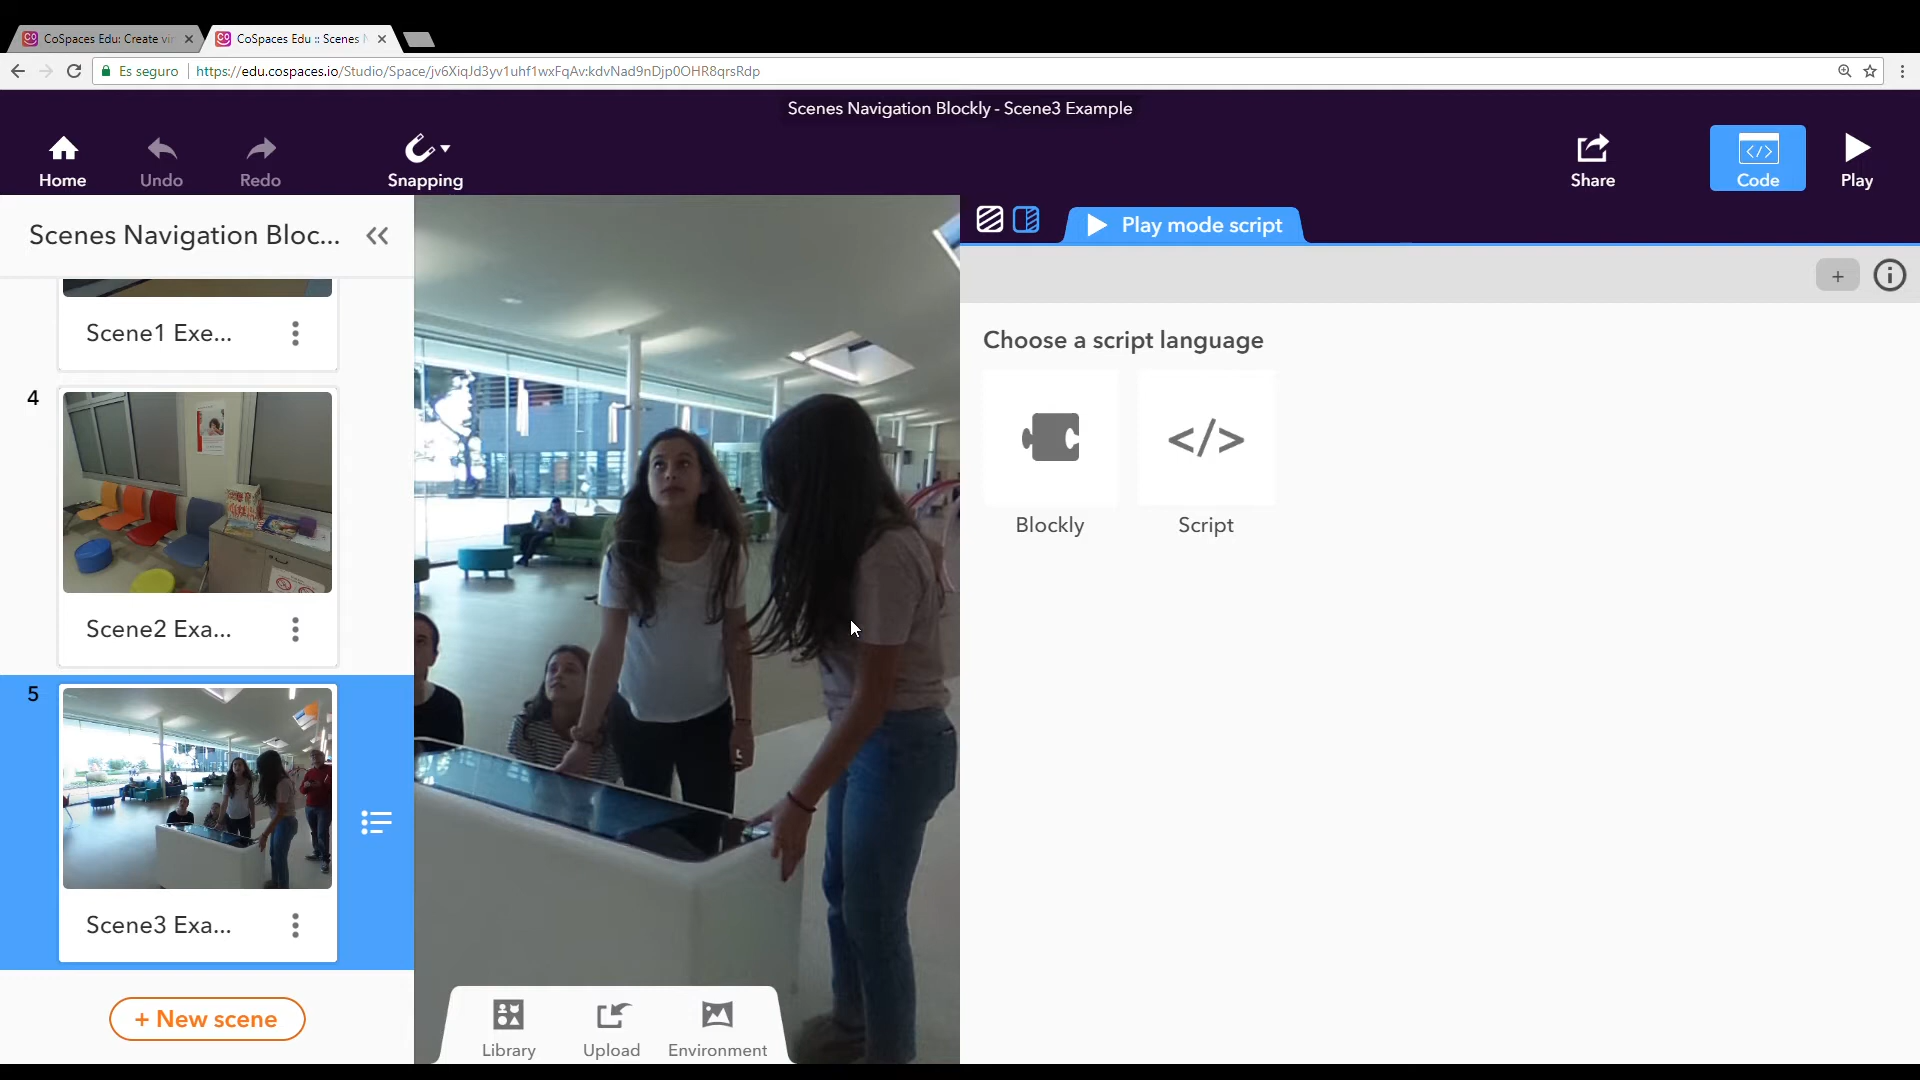 CoSpaces Edu: Create vir
CoSpaces Edu :: Scenes N
Es seguro
https://edu.cospaces.io/Studio/Space/jv6XiqJd3yv1uhf1wxFqAv:kdvNad9nDjp0OHR8qrsRdp
Scenes Navigation Blockly - Scene3 Example
Home
Undo
Redo
Snapping
Share
Code
Play
Scenes Navigation Bloc...
Play mode script
Scene1 Exe...
Choose a script language
Blockly
Script
4
Scene2 Exa...
5
Scene3 Exa...
+ New scene
Library
Upload
Environment